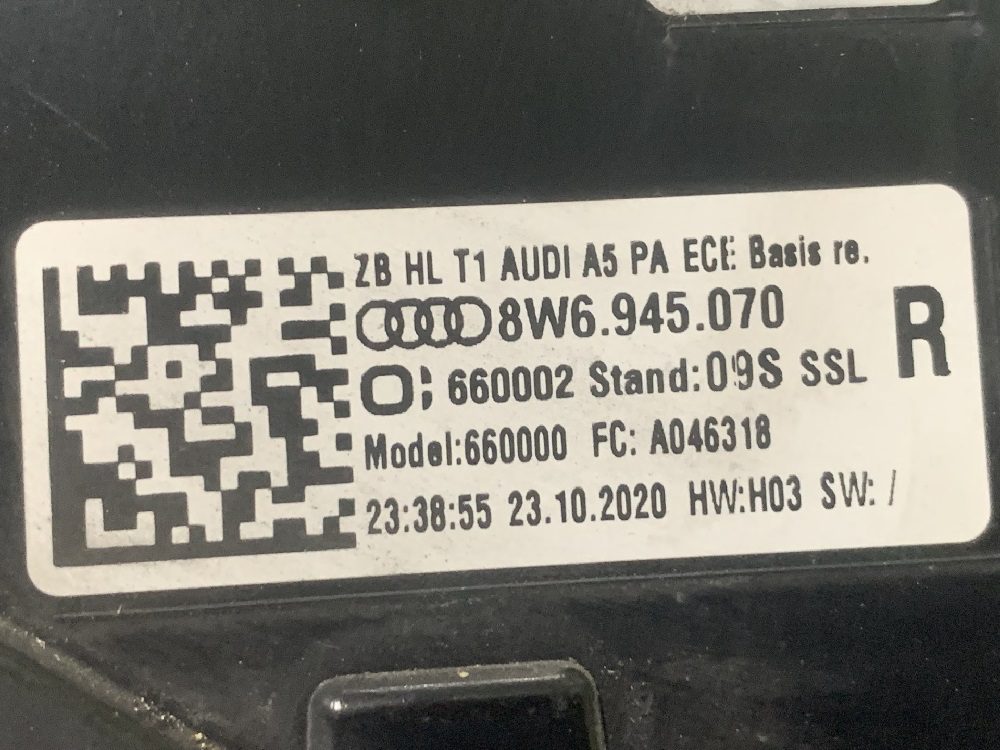 ZB HL T1 AUDI A5 PA ECE Basis re.
8W6.945.070
R
660002 Stand:09S SSL
Model:660000 FC: A046318
23:38:55 23.10.2020 HW:H03 SW: /